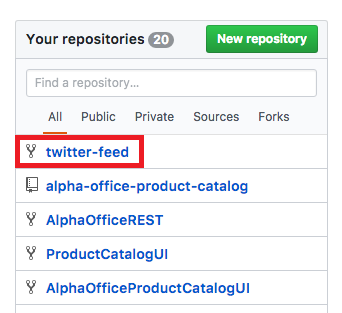 Your repositories 20 New repository
Find a repository…
All Public Private Sources Forks
twitter-feed
alpha-office-product-catalog
AlphaOfficeREST
ProductCatalogUI
AlphaOfficeProductCatalogUI